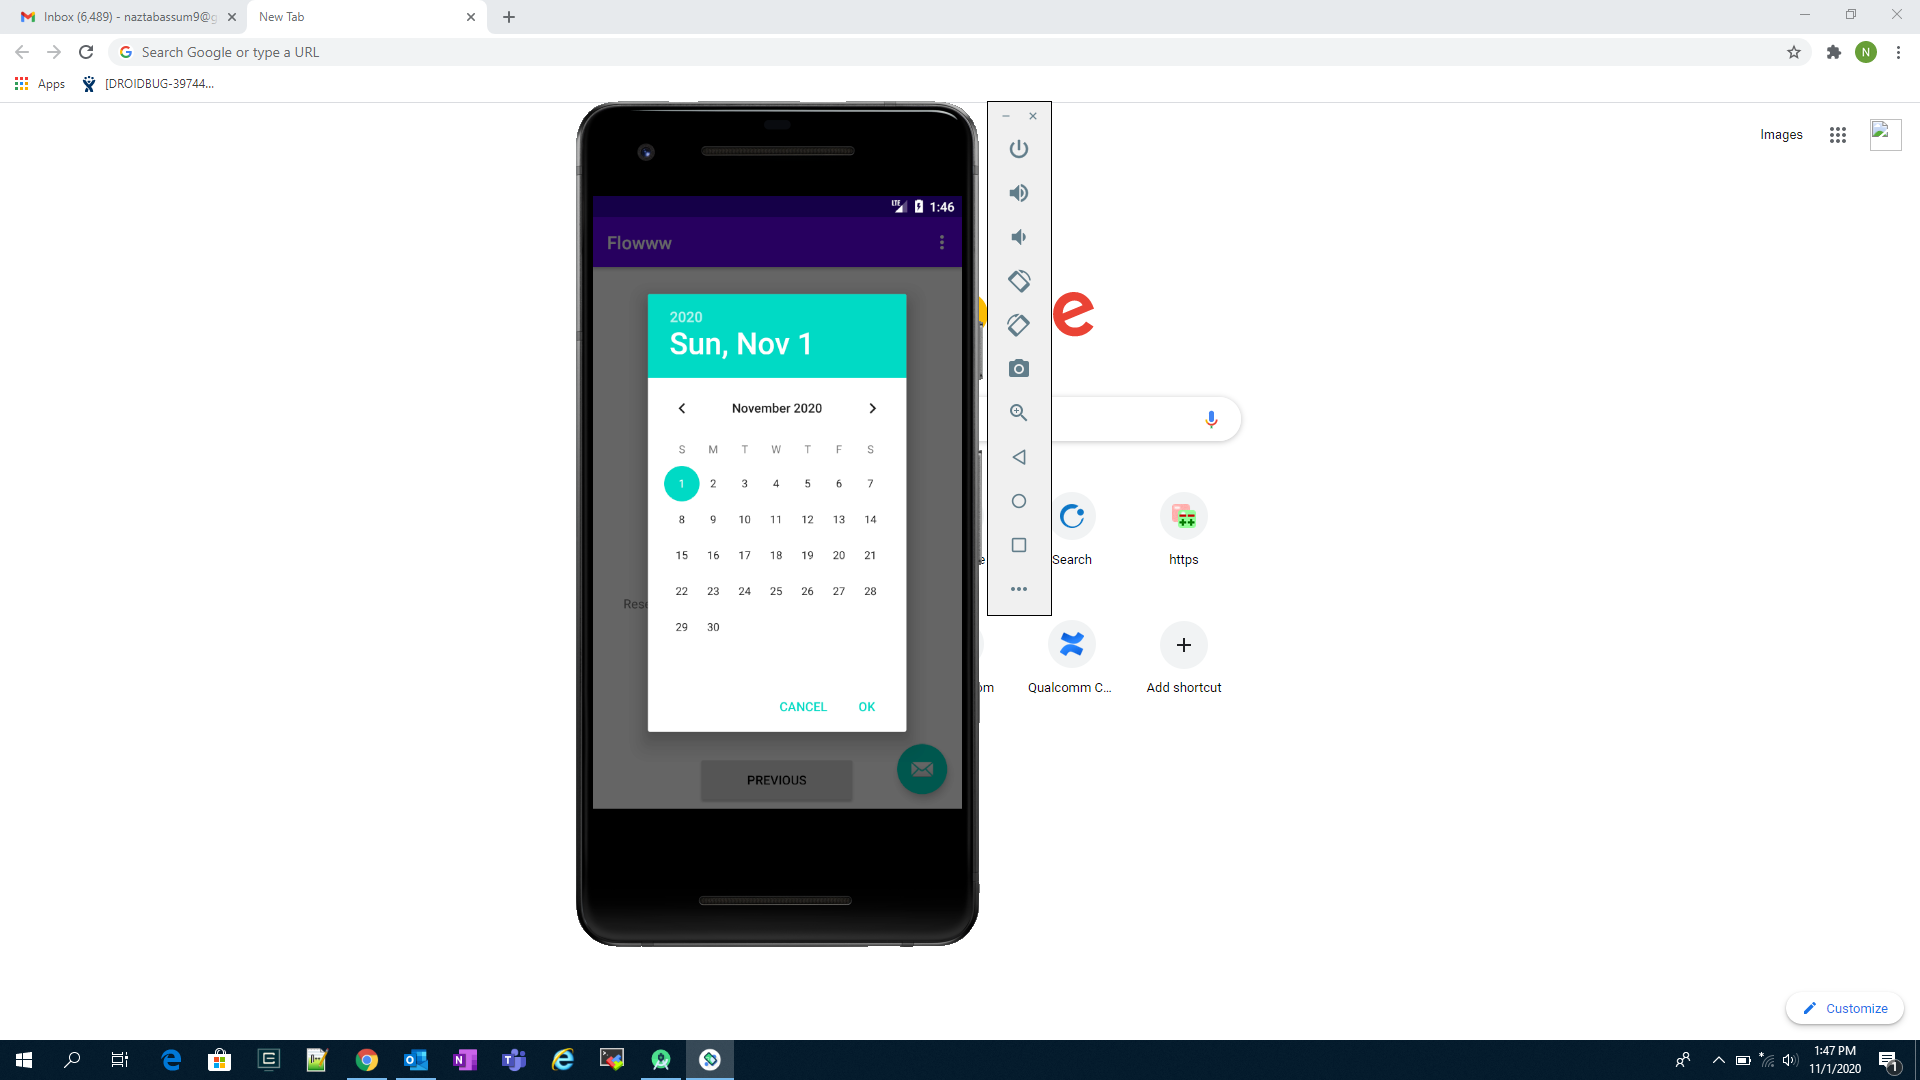 Inbox (6,489) - naztabassum9@g
New Tab
Search Google or type a URL
N
Apps
[DROIDBUG-39744...
Images
LTE
1:46
Flowww
2020
Sun, Nov 1
November 2020
S M T W T F S
1 2 3 4 5 6 7
8 9 10 11 12 13 14
15 16 17 18 19 20 21
22 23 24 25 26 27 28
29 30
CANCEL OK
PREVIOUS
e
Search
https
Qualcomm C...
Add shortcut
Customize
1:47 PM
11/1/2020
1